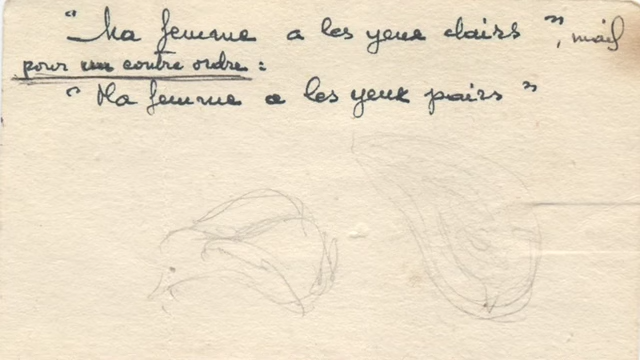 "Ma femme a les yeux clairs", mais
pour un contre ordre :
"Ma femme a les yeux pairs"